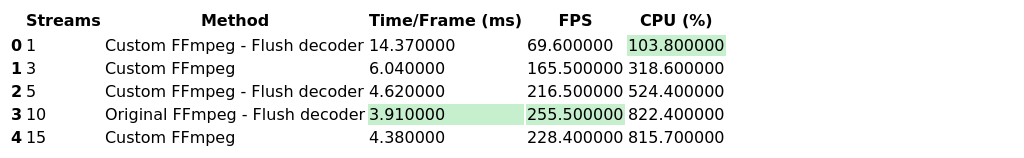 Streams Method Time/Frame (ms) FPS CPU (%)
0 1 Custom FFmpeg - Flush decoder 14.370000 69.600000 103.800000
1 3 Custom FFmpeg 6.040000 165.500000 318.600000
2 5 Custom FFmpeg - Flush decoder 4.620000 216.500000 524.400000
3 10 Original FFmpeg - Flush decoder 3.910000 255.500000 822.400000
4 15 Custom FFmpeg 4.380000 228.400000 815.700000